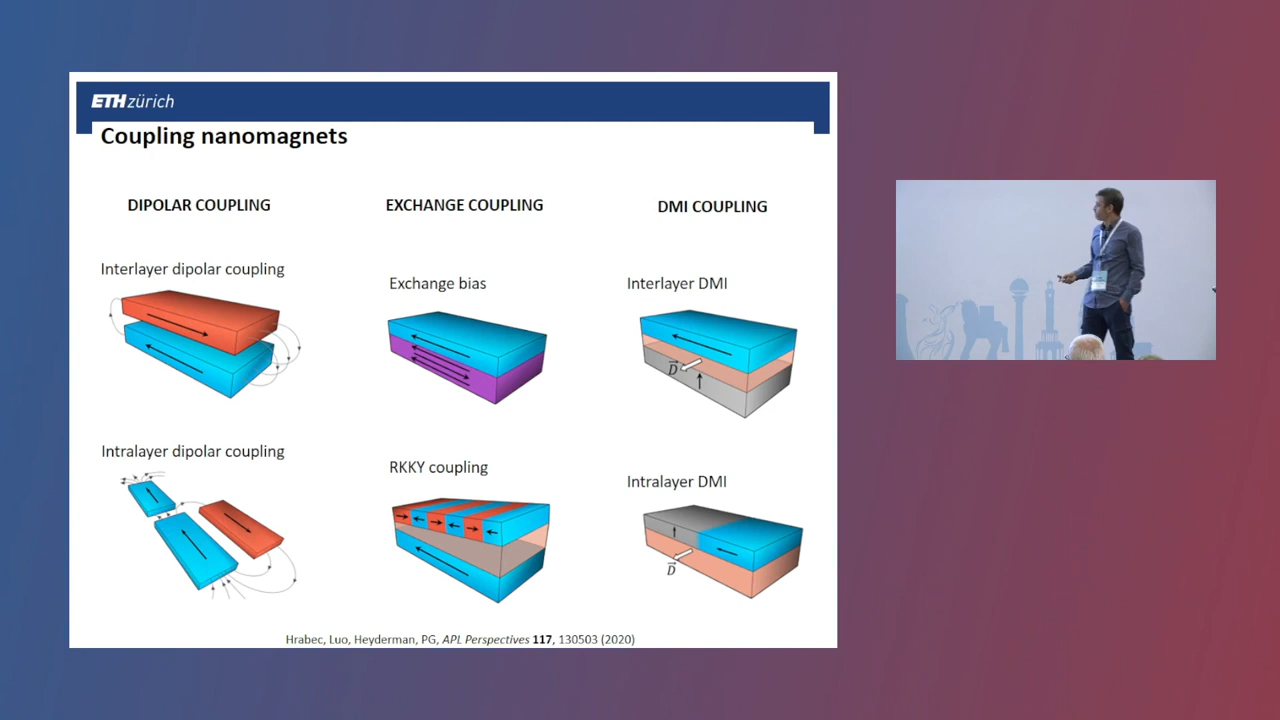 ETH zürich
Coupling nanomagnets
DIPOLAR COUPLING
EXCHANGE COUPLING
DMI COUPLING
Interlayer dipolar coupling
Exchange bias
Interlayer DMI
D
Intralayer dipolar coupling
RKKY coupling
Intralayer DMI
D
Hrabec, Luo, Heyderman, PG, APL Perspectives 117, 130503 (2020)